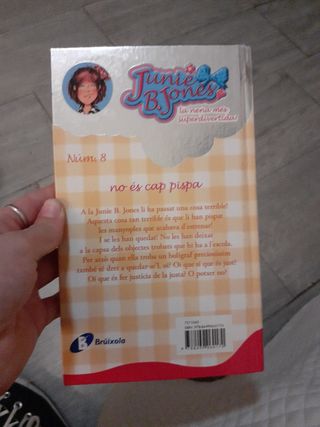 Junie
B. Jones
la nena més
superdivertida!
Núm. 8
no és cap pispa
A la Junie B. Jones li ha passat una cosa terrible!
Aquesta cosa tan terrible és que li han pispat
les manyoples que acabava d'estrenar!
I se les han quedat! No les han deixat
a la capsa dels objectes trobats que hi ha a l'escola.
Per això quan ella troba un bolígraf preciosíssim
també té dret a quedar-se'l, oi? Oi que sí que és just?
Oi que és fer justícia de la justa? O potser no?
Brúixola